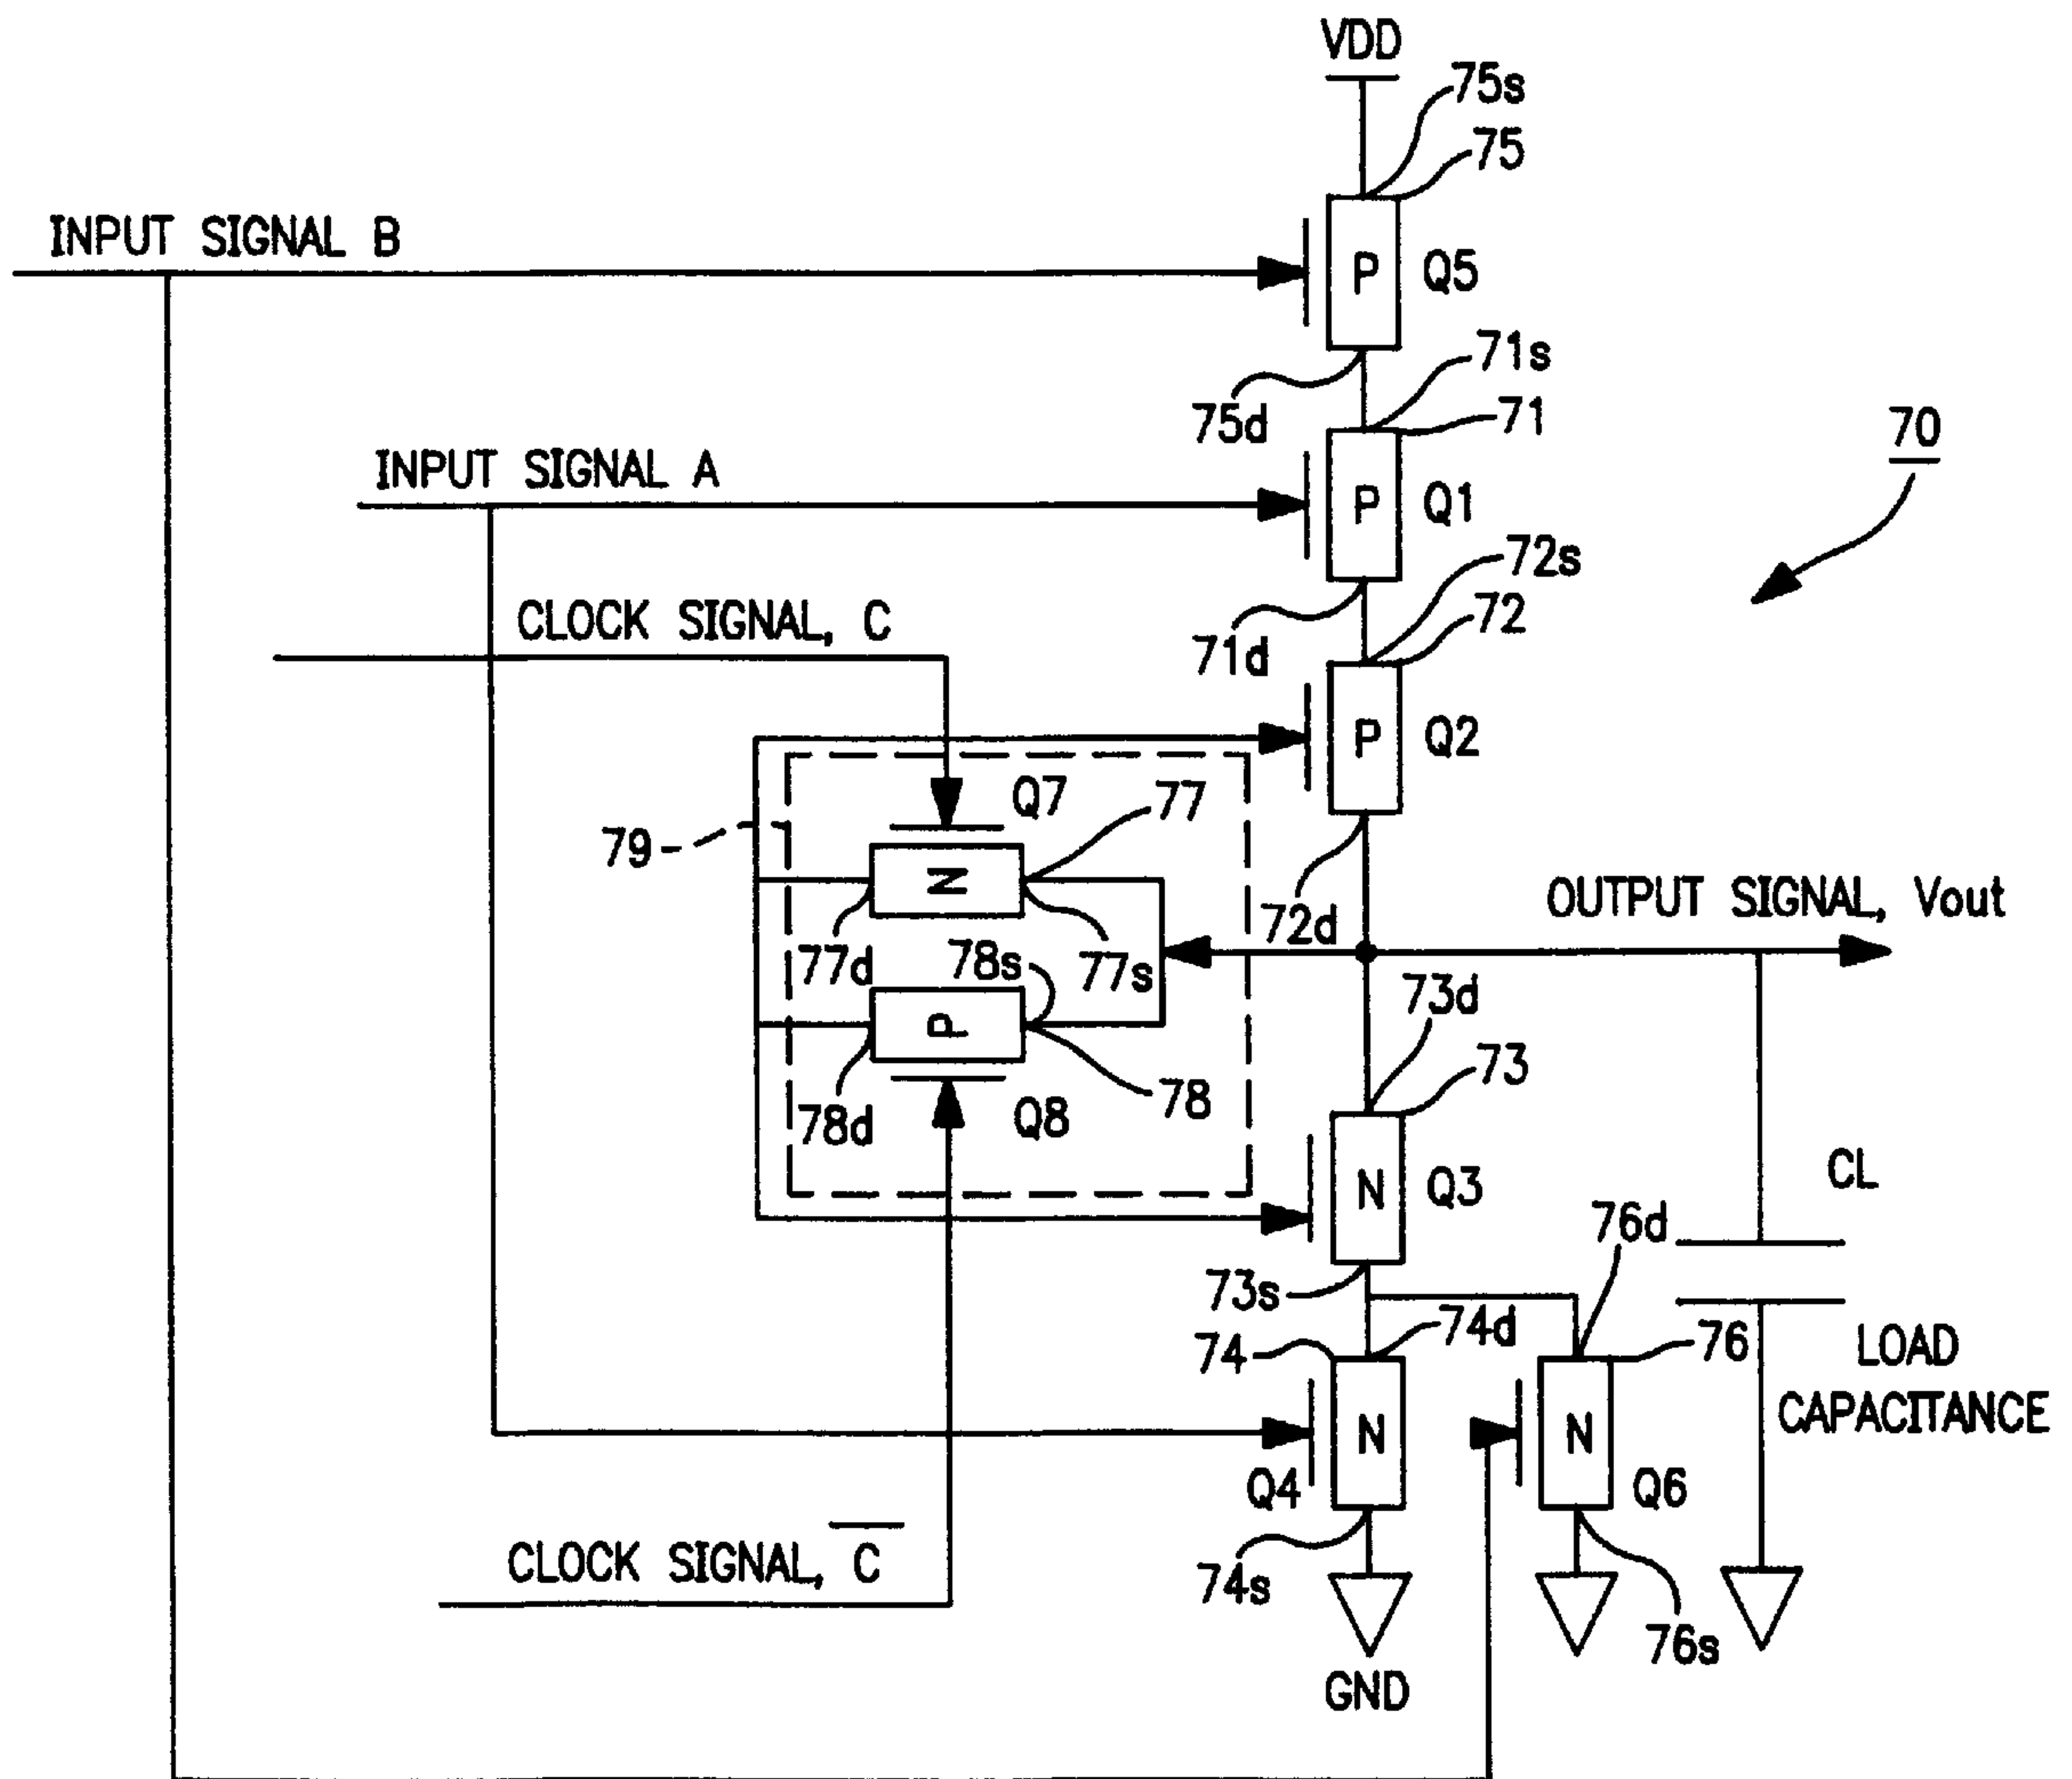 VDD
75s
75
INPUT SIGNAL B
P
Q5
71s
75d
71
70
INPUT SIGNAL A
P
Q1
72s
72
CLOCK SIGNAL, C
71d
P
Q2
Q7
77
79
N
72d
OUTPUT SIGNAL, Vout
77d
78s
77s
73d
P
73
78d
Q8
78
N
Q3
CL
76d
73s
74d
74
76
LOAD
CAPACITANCE
N
N
Q4
Q6
CLOCK SIGNAL, C̅
74s
76s
GND